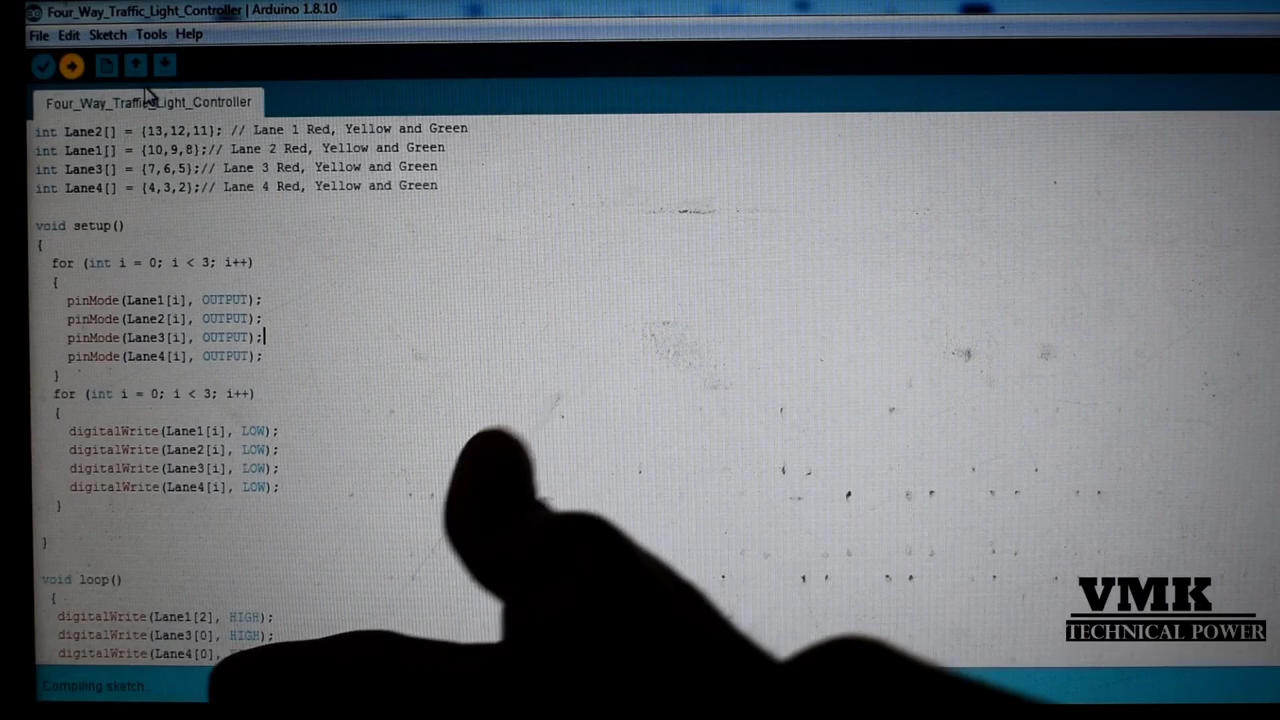 Four_Way_Traffic_Light_Controller | Arduino 1.8.10
File Edit Sketch Tools Help
Four_Way_Traffic_Light_Controller
int Lane2[] = {13,12,11}; // Lane 1 Red, Yellow and Green
int Lane1[] = {10,9,8};// Lane 2 Red, Yellow and Green
int Lane3[] = {7,6,5};// Lane 3 Red, Yellow and Green
int Lane4[] = {4,3,2};// Lane 4 Red, Yellow and Green
void setup()
{
for (int i = 0; i < 3; i++)
{
pinMode(Lane1[i], OUTPUT);
pinMode(Lane2[i], OUTPUT);
pinMode(Lane3[i], OUTPUT);
pinMode(Lane4[i], OUTPUT);
}
for (int i = 0; i < 3; i++)
{
digitalWrite(Lane1[i], LOW);
digitalWrite(Lane2[i], LOW);
digitalWrite(Lane3[i], LOW);
digitalWrite(Lane4[i], LOW);
}
}
void loop()
{
digitalWrite(Lane1[2], HIGH);
digitalWrite(Lane3[0], HIGH);
digitalWrite(Lane4[0],
Compiling sketch
VMK
TECHNICAL POWER